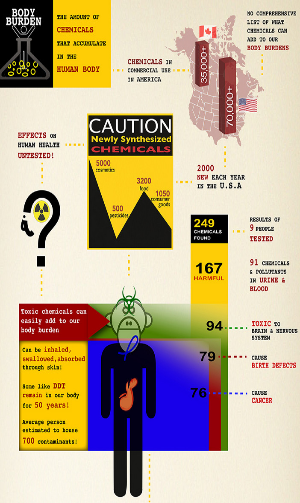 BODY
BURDEN
THE AMOUNT OF
CHEMICALS
THAT ACCUMULATE
IN THE
HUMAN BODY
NO COMPREHENSIVE
LIST OF WHAT
CHEMICALS CAN
ADD TO OUR
BODY BURDENS
CHEMICALS IN
COMMERCIAL USE
IN AMERICA
35,000+
70,000+
EFFECTS ON
HUMAN HEALTH
UNTESTED!
CAUTION
Newly Synthesized
CHEMICALS
5000
cosmetics
3200
food
1050
consumer
goods
500
pesticides
2000
NEW EACH YEAR
IN THE U.S.A
249
CHEMICALS
FOUND
RESULTS OF
9 PEOPLE
TESTED
167
HARMFUL
91 CHEMICALS
& POLLUTANTS
IN URINE &
BLOOD
Toxic chemicals can
easily add to our
body burden
94
TOXIC TO
BRAIN & NERVOUS
SYSTEM
Can be inhaled,
swallowed,absorbed
through skin!
79
CAUSE
BIRTH DEFECTS
None like DDT
remain in our body
for 50 years!
76
CAUSE
CANCER
Average person
estimated to house
700 contaminants!